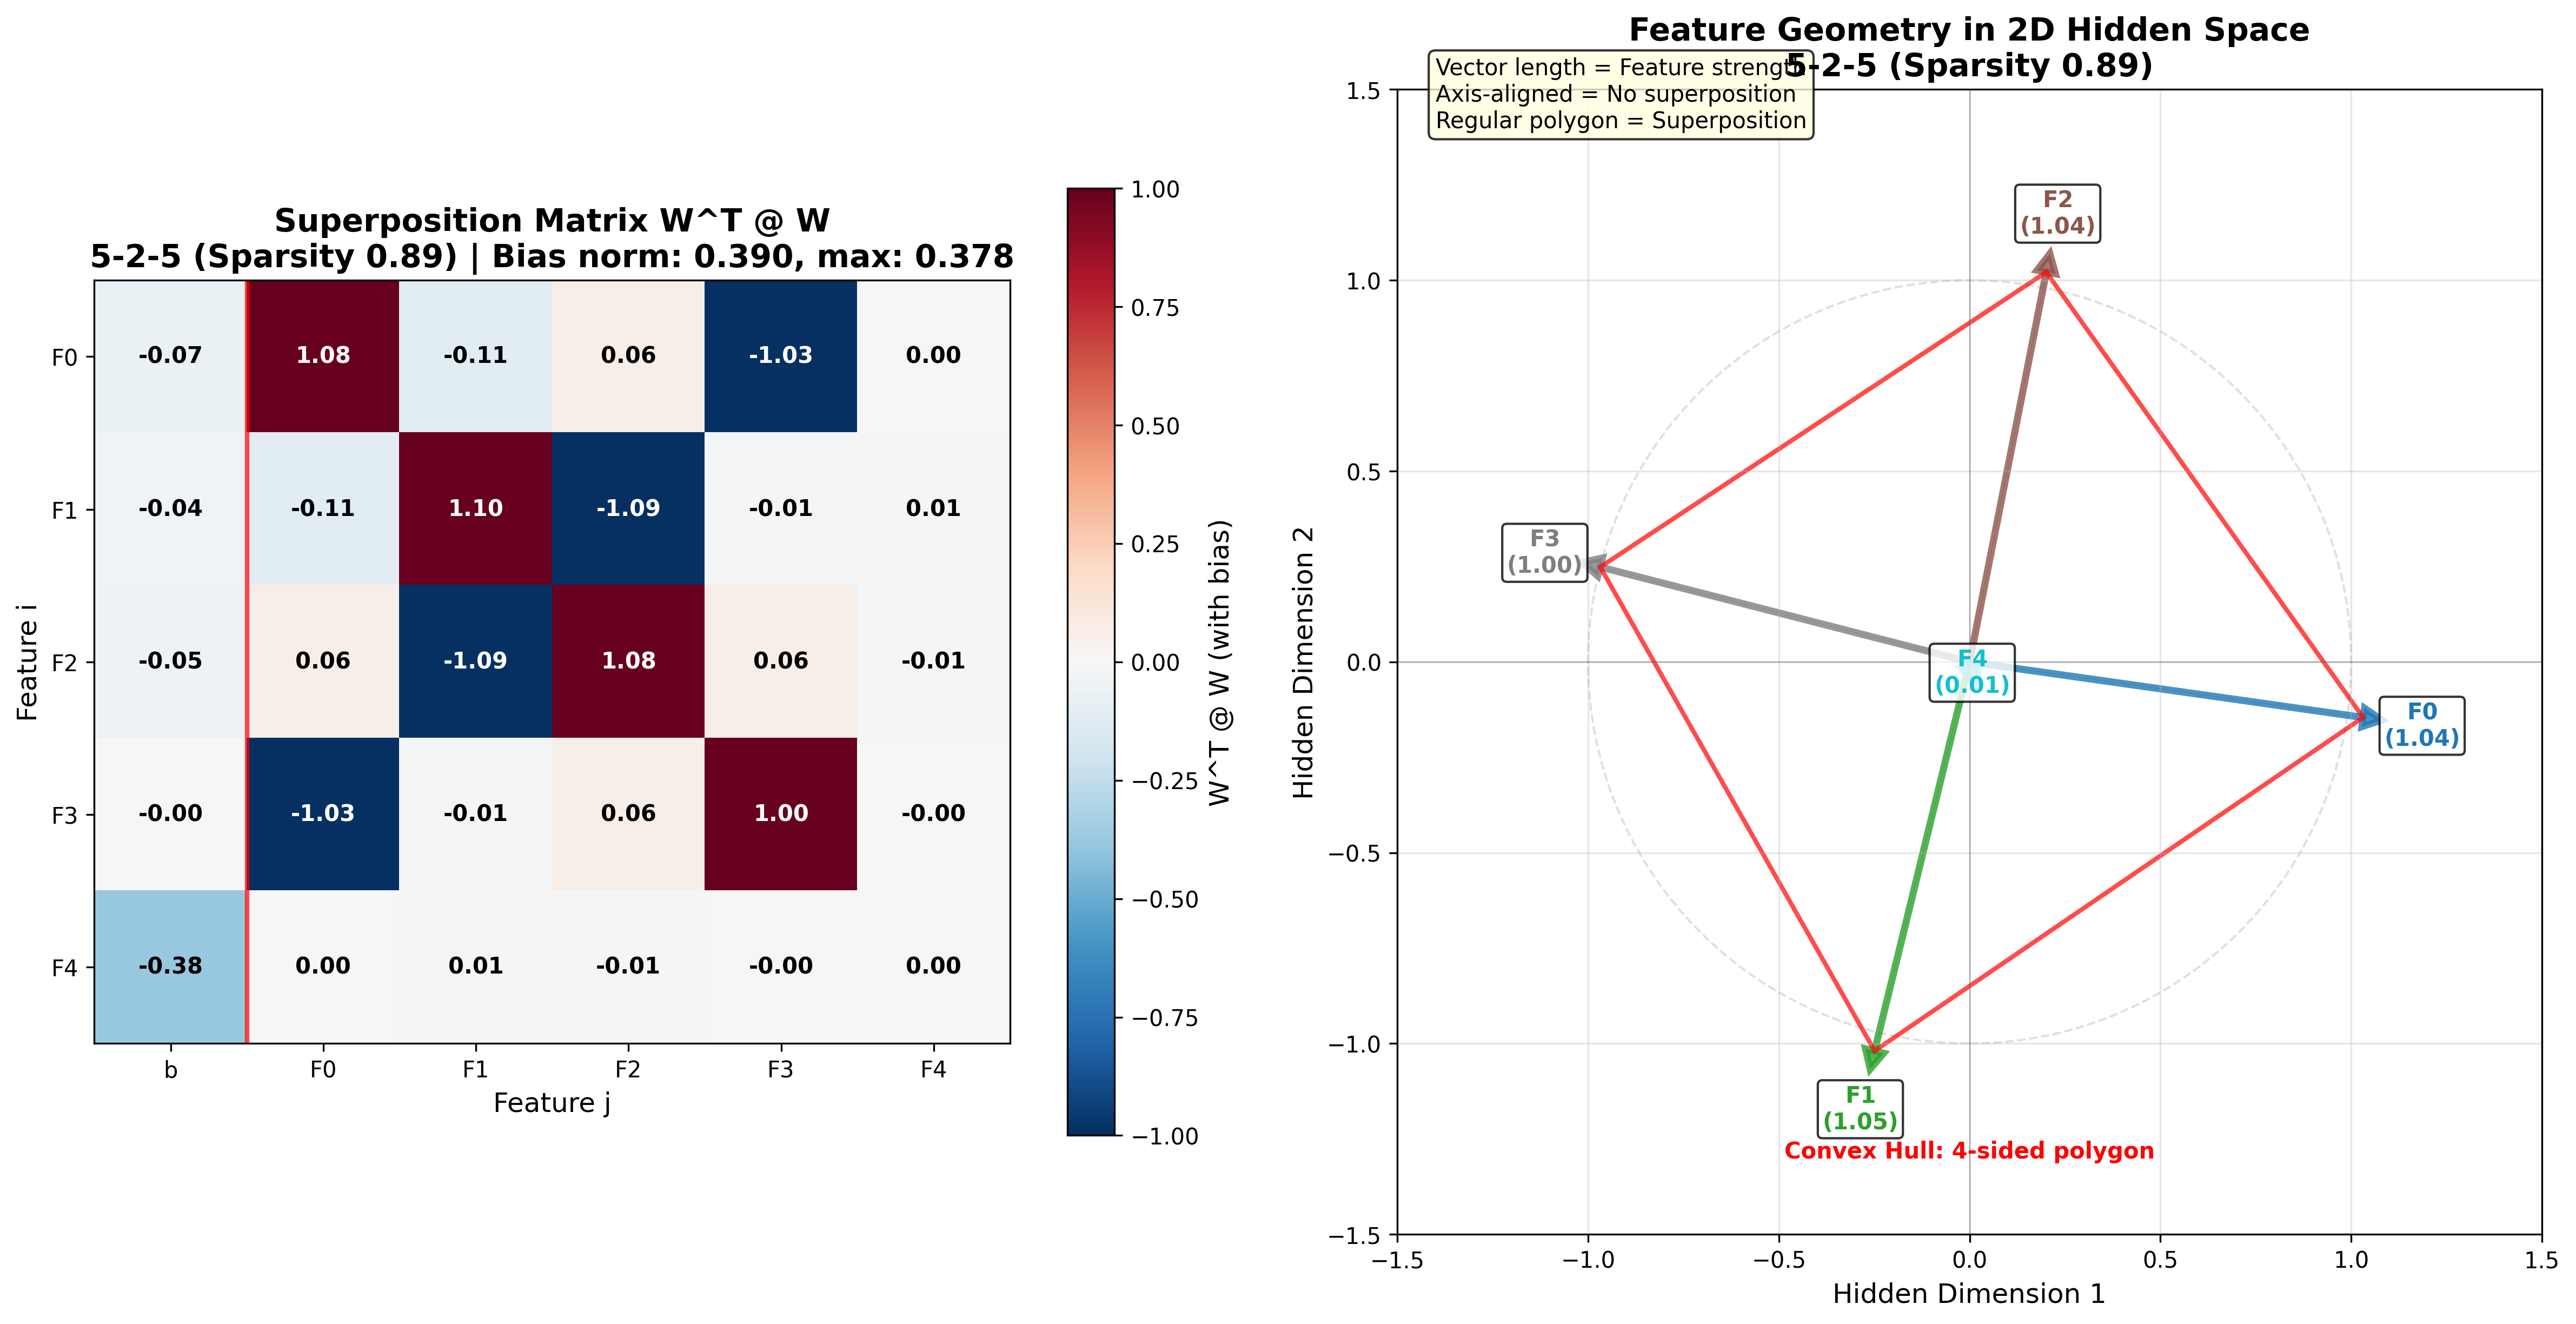 Superposition Matrix W^T @ W
5-2-5 (Sparsity 0.89) | Bias norm: 0.390, max: 0.378
F0 -0.07 1.08 -0.11 0.06 -1.03 0.00
F1 -0.04 -0.11 1.10 -1.09 -0.01 0.01
F2 -0.05 0.06 -1.09 1.08 0.06 -0.01
F3 -0.00 -1.03 -0.01 0.06 1.00 -0.00
F4 -0.38 0.00 0.01 -0.01 -0.00 0.00
b F0 F1 F2 F3 F4
Feature j
Feature i
1.00
0.75
0.50
0.25
0.00
−0.25
−0.50
−0.75
−1.00
W^T @ W (with bias)
Feature Geometry in 2D Hidden Space
5-2-5 (Sparsity 0.89)
Vector length = Feature strength
Axis-aligned = No superposition
Regular polygon = Superposition
1.5
1.0
0.5
0.0
−0.5
−1.0
−1.5
Hidden Dimension 2
F2
(1.04)
F3
(1.00)
F4
(0.01)
F0
(1.04)
F1
(1.05)
Convex Hull: 4-sided polygon
−1.5 −1.0 −0.5 0.0 0.5 1.0 1.5
Hidden Dimension 1